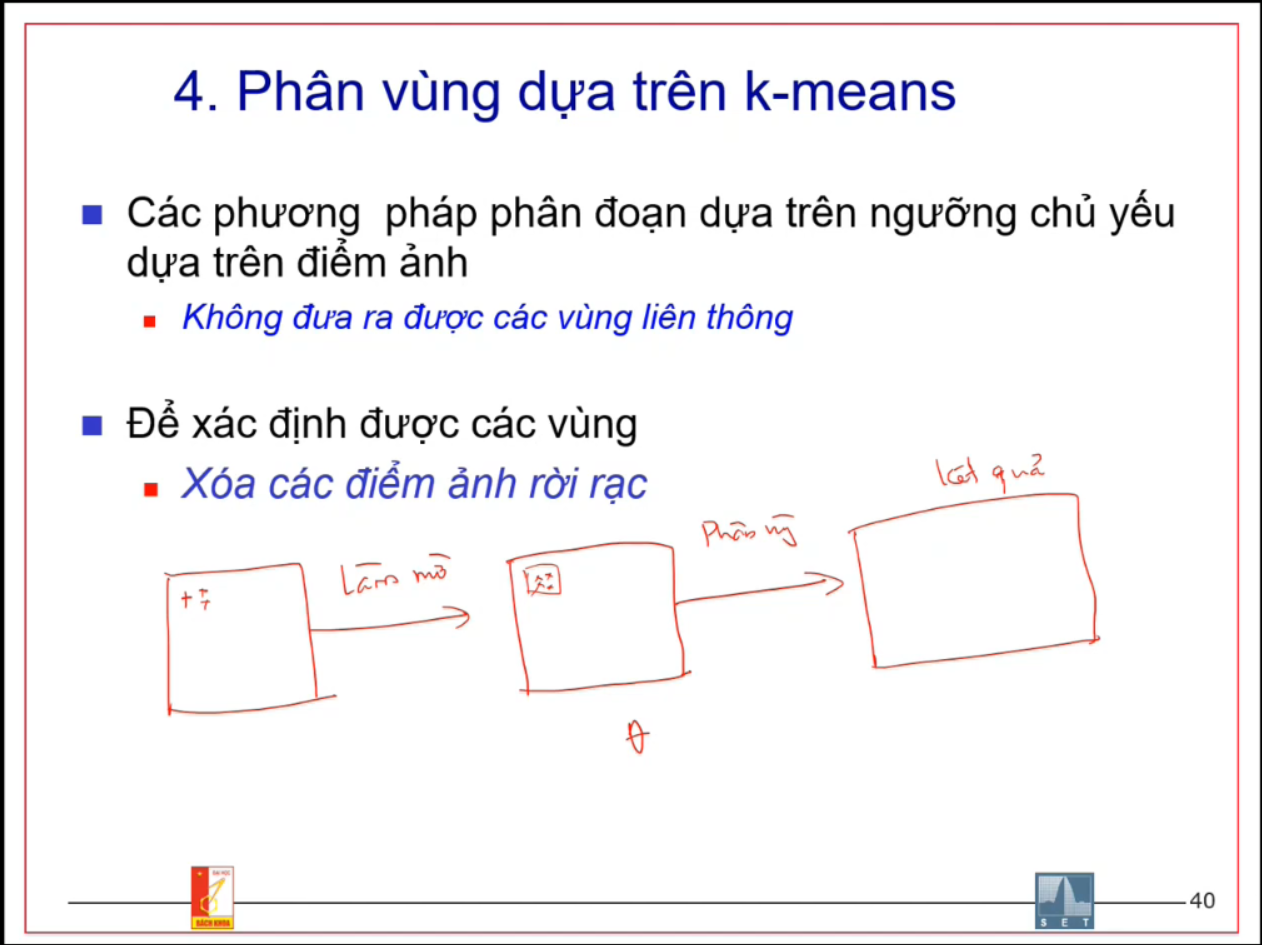 4. Phân vùng dựa trên k-means
Các phương pháp phân đoạn dựa trên ngưỡng chủ yếu
dựa trên điểm ảnh
Không đưa ra được các vùng liên thông
Để xác định được các vùng
Xóa các điểm ảnh rời rạc
kết quả
Phân vg
Làm mờ
θ
ĐẠI HỌC
BÁCH KHOA
SET
40